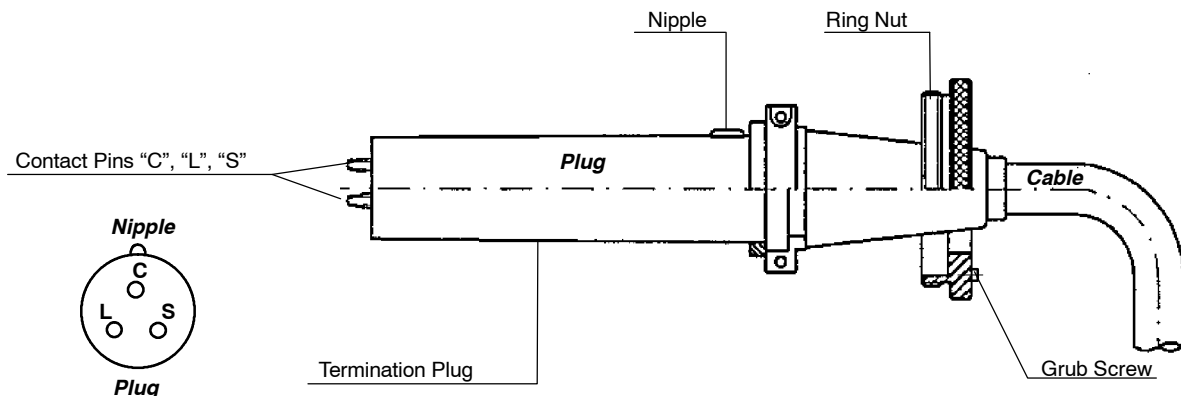 Nipple
Ring Nut
Contact Pins “C”, “L”, “S”
Plug
Cable
Nipple
C
L
S
Plug
Termination Plug
Grub Screw